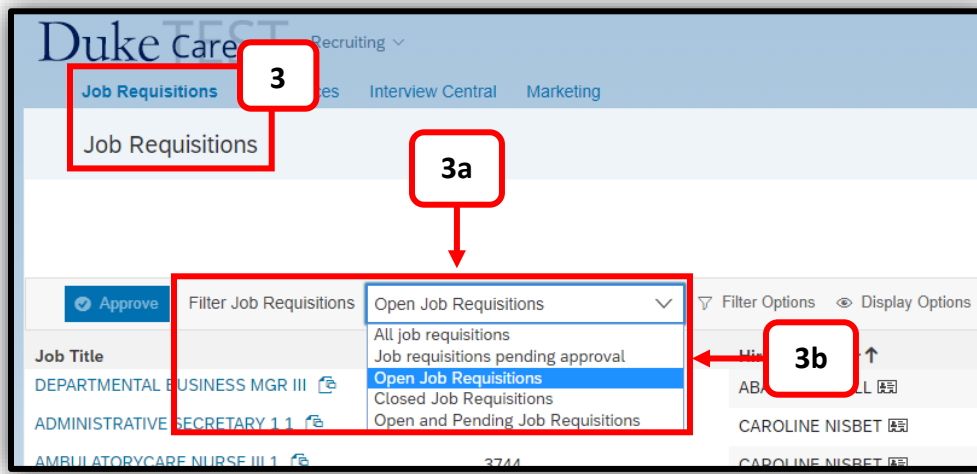 Duke Care TEST Recruiting
3
Job Requisitions Interview Central Marketing
Job Requisitions
3a
Approve Filter Job Requisitions Open Job Requisitions Filter Options Display Options
All job requisitions
Job Title Job requisitions pending approval 3b
DEPARTMENTAL BUSINESS MGR III Open Job Requisitions
Closed Job Requisitions
ADMINISTRATIVE SECRETARY 1 1 Open and Pending Job Requisitions CAROLINE NISBET
AMBULATORYCARE NURSE III 1 3744 CAROLINE NISBET